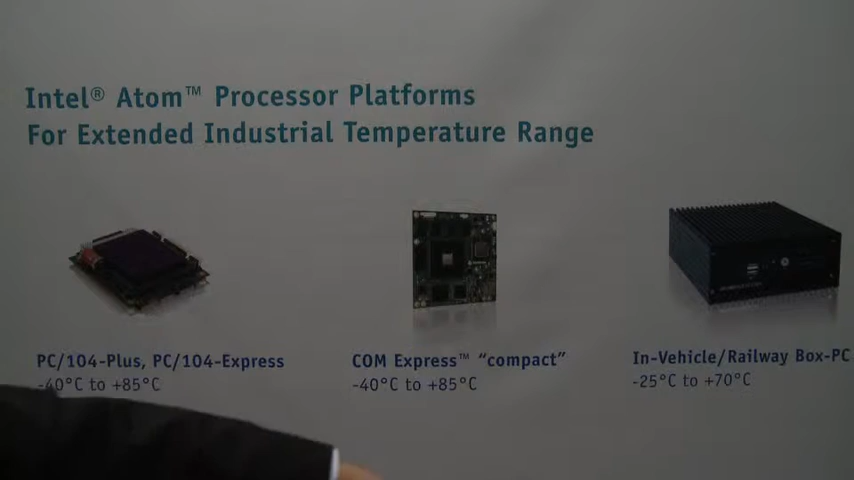 Intel® Atom™ Processor Platforms
For Extended Industrial Temperature Range
PC/104-Plus, PC/104-Express
-40°C to +85°C
COM Express™ “compact”
-40°C to +85°C
In-Vehicle/Railway Box-PC
-25°C to +70°C